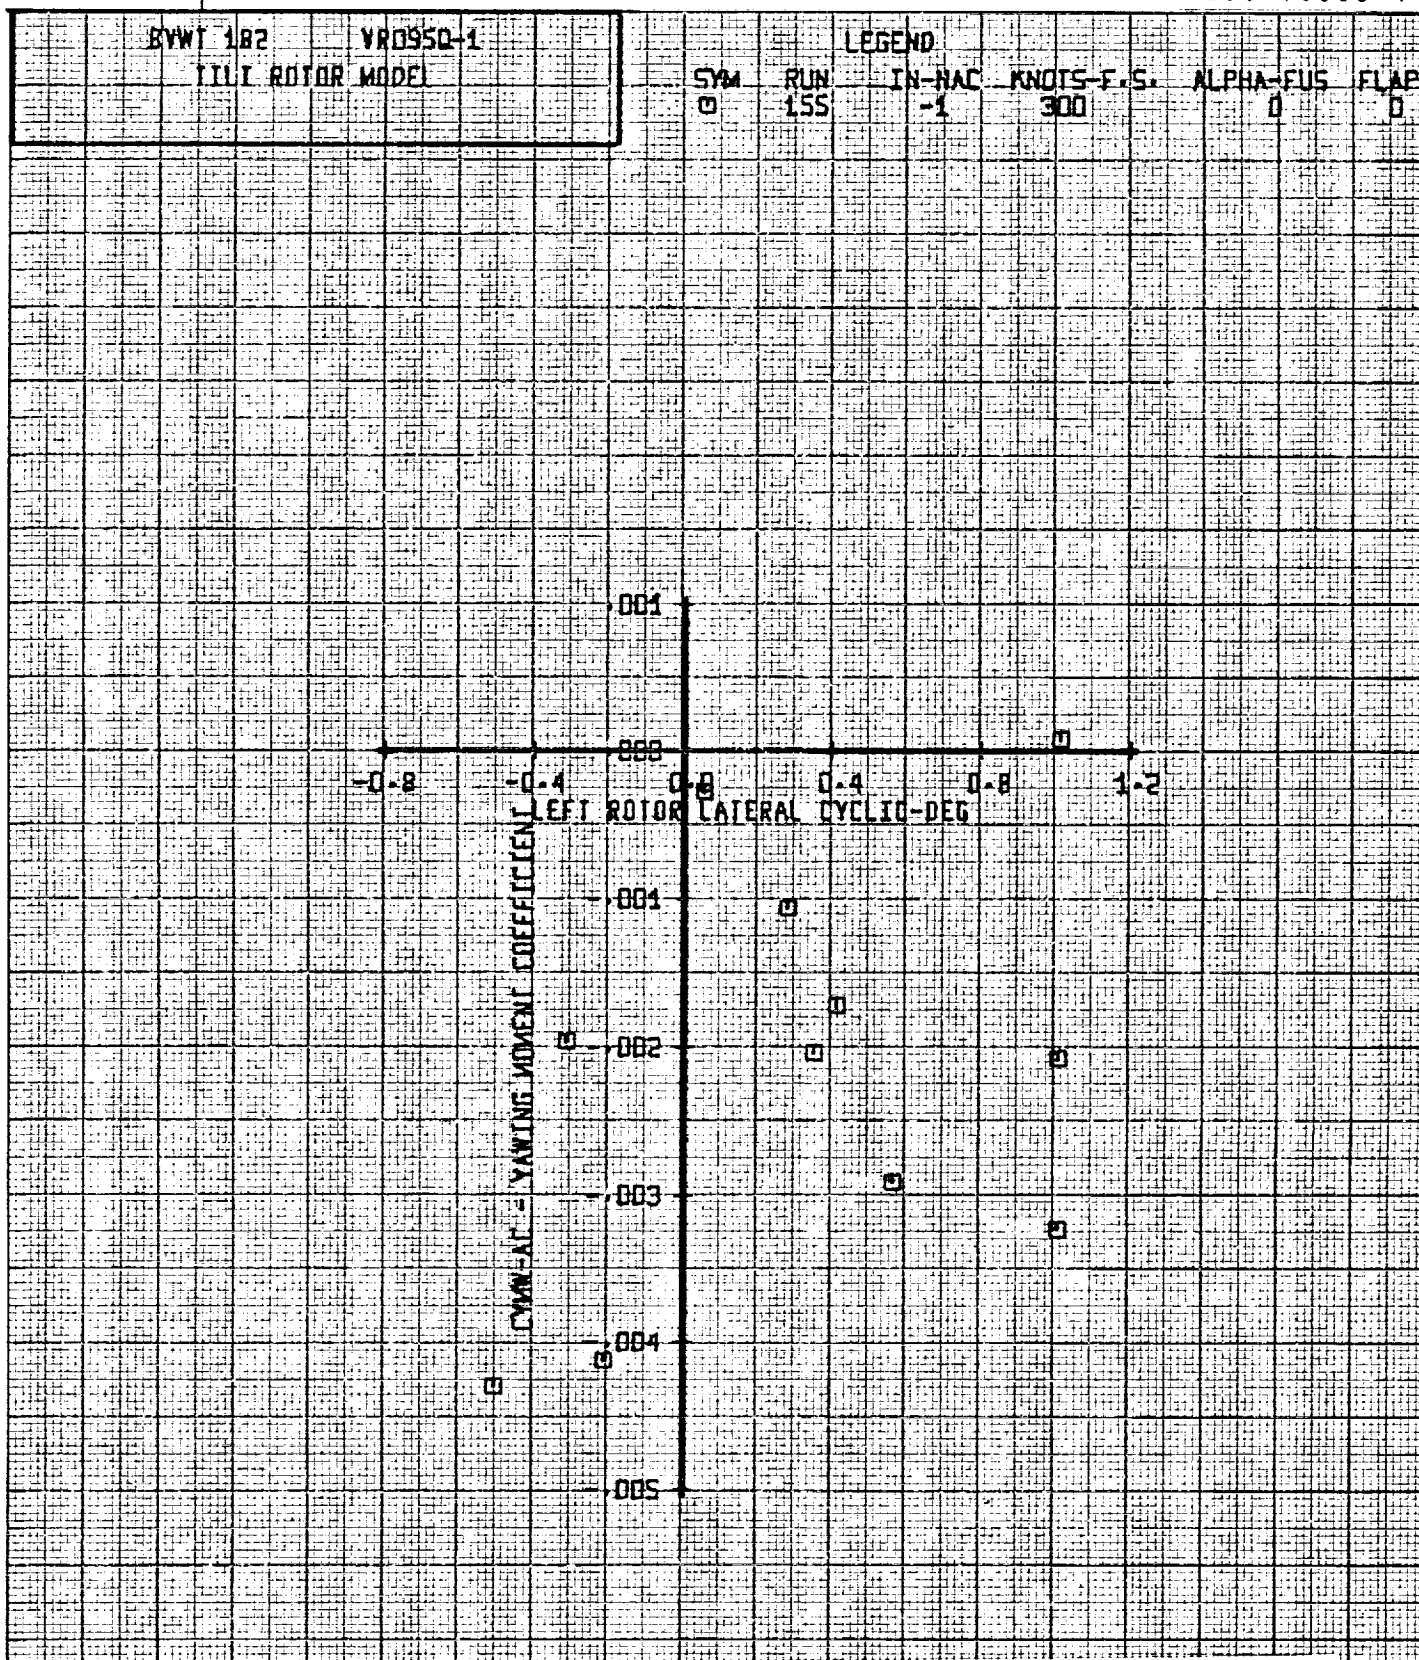 BVWT 182 VR095Q-1
TILT ROTOR MODEL
LEGEND
SYM RUN IN-NAC KNOTS-F.S. ALPHA-FUS FLAP
155 -1 300 0 0
.001
.000
-0.8 -0.4 0.0 0.4 0.8 1.2
LEFT ROTOR LATERAL CYCLIC-DEG
CYMW-AC - YAWING MOMENT COEFFICIENT
-.001
-.002
-.003
-.004
-.005